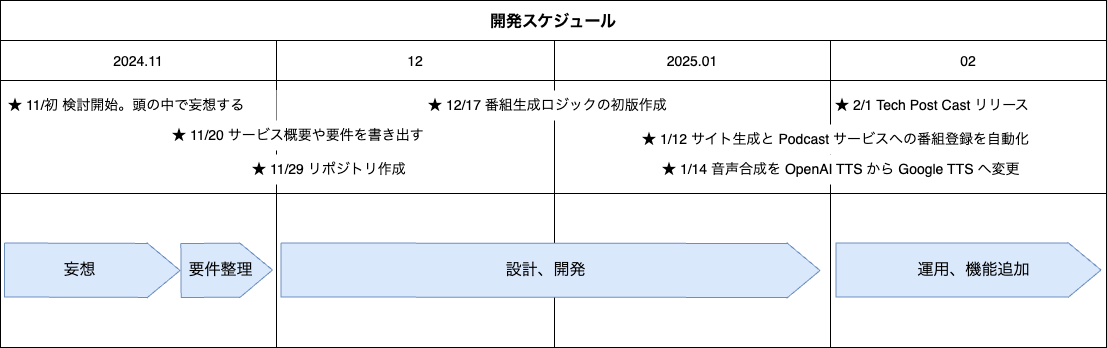 開発スケジュール
2024.11
12
2025.01
02
★ 11/初 検討開始。頭の中で妄想する
★ 12/17 番組生成ロジックの初版作成
★ 2/1 Tech Post Cast リリース
★ 11/20 サービス概要や要件を書き出す
★ 1/12 サイト生成と Podcast サービスへの番組登録を自動化
★ 11/29 リポジトリ作成
★ 1/14 音声合成を OpenAI TTS から Google TTS へ変更
妄想
要件整理
設計、開発
運用、機能追加